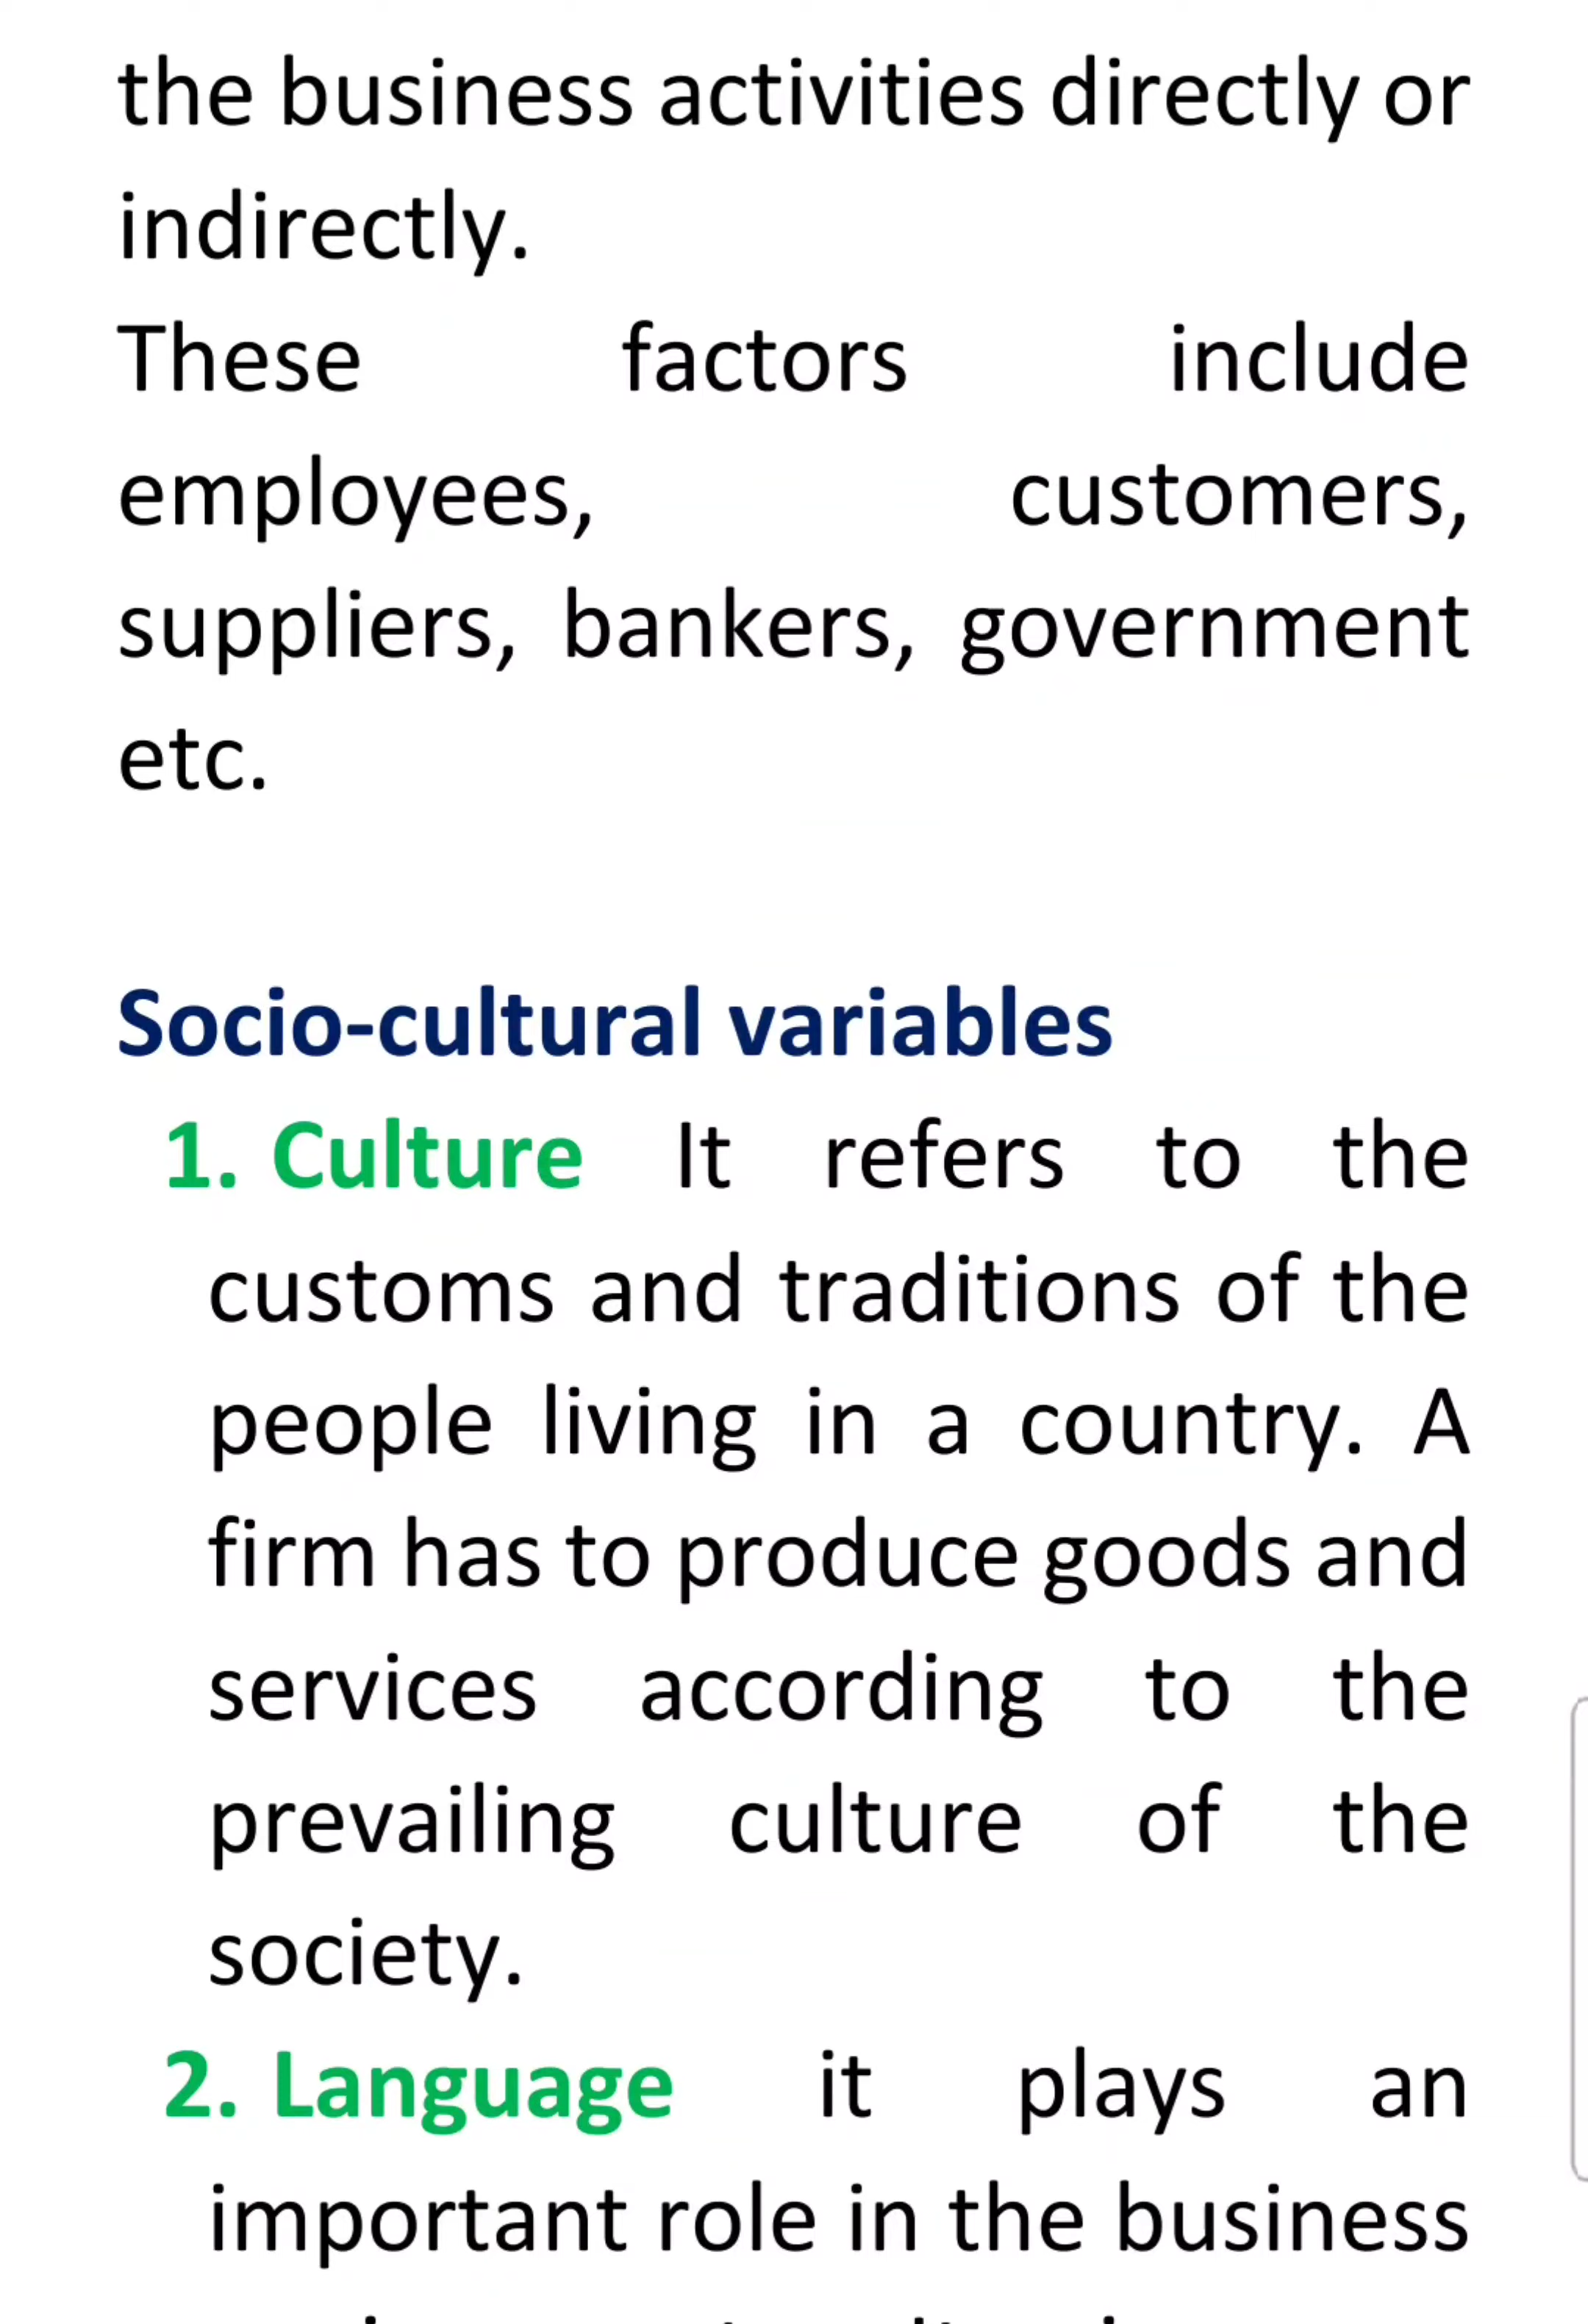 the business activities directly or
indirectly.
These factors include
employees, customers,
suppliers, bankers, government
etc.
Socio-cultural variables
1. Culture It refers to the
customs and traditions of the
people living in a country. A
firm has to produce goods and
services according to the
prevailing culture of the
society.
2. Language it plays an
important role in the business